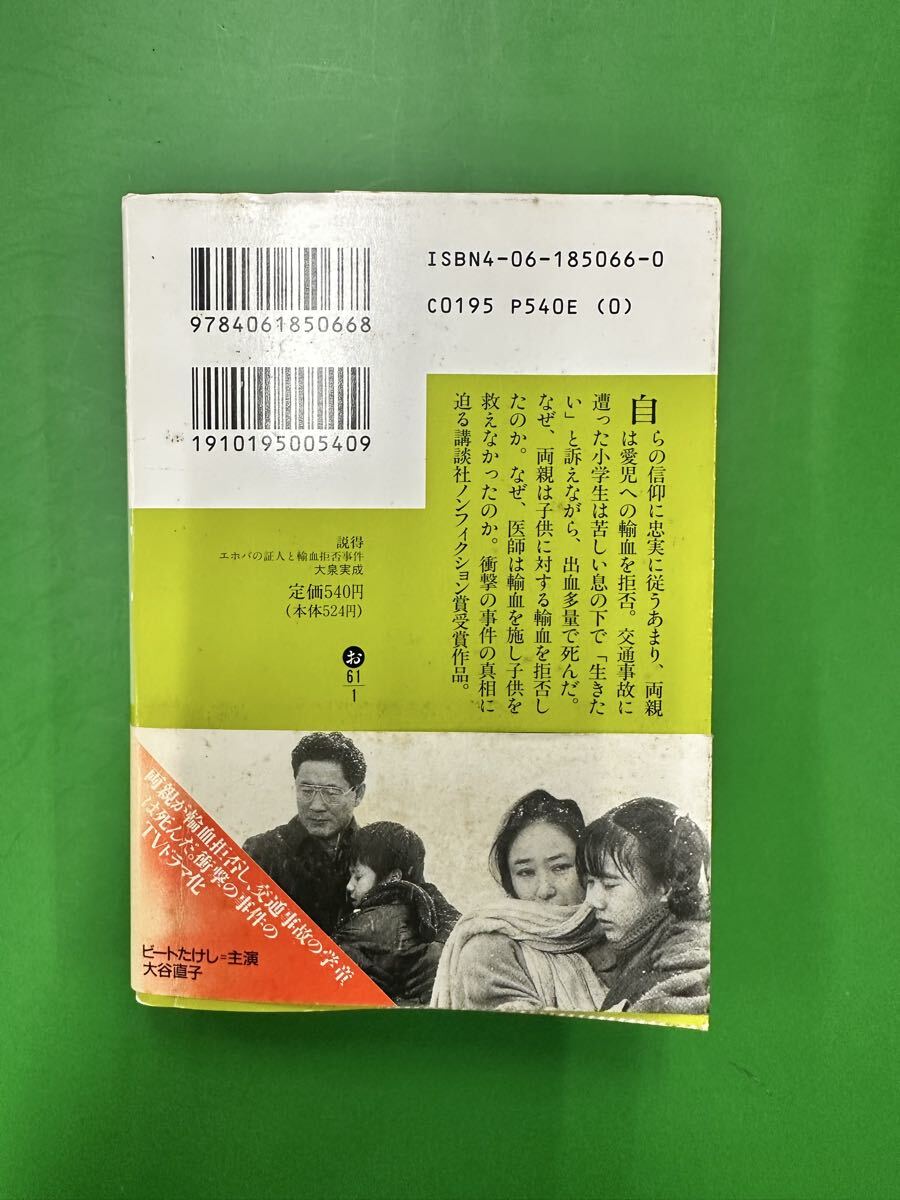 ISBN4-06-185066-0
C0195 P540E (0)
9784061850668
1910195005409
自らの信仰に忠実に従うあまり、両親
は愛児への輸血を拒否。交通事故に
遭った小学生は苦しい息の下で「生きた
い」と訴えながら、出血多量で死んだ。
なぜ、両親は子供に対する輸血を拒否し
たのか。なぜ、医師は輸血を施し子供を
救えなかったのか。衝撃の事件の真相に
迫る講談社ノンフィクション賞受賞作品。
説得
エホバの証人と輸血拒否事件
大泉実成
定価540円
(本体524円)
お
61
1
両親が輸血拒否し、交通事故の学童
は死んだ。衝撃の事件の
TVドラマ化
ビートたけし=主演
大谷直子